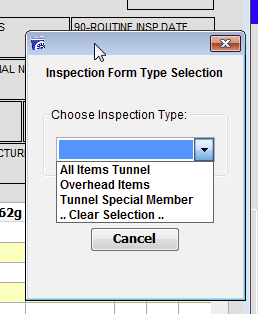 S
90-ROUTINE INSP DATE
Inspection Form Type Selection
AL N
Choose Inspection Type:
CTUR
All Items Tunnel
Overhead Items
Tunnel Special Member
62g
.. Clear Selection ..
Cancel